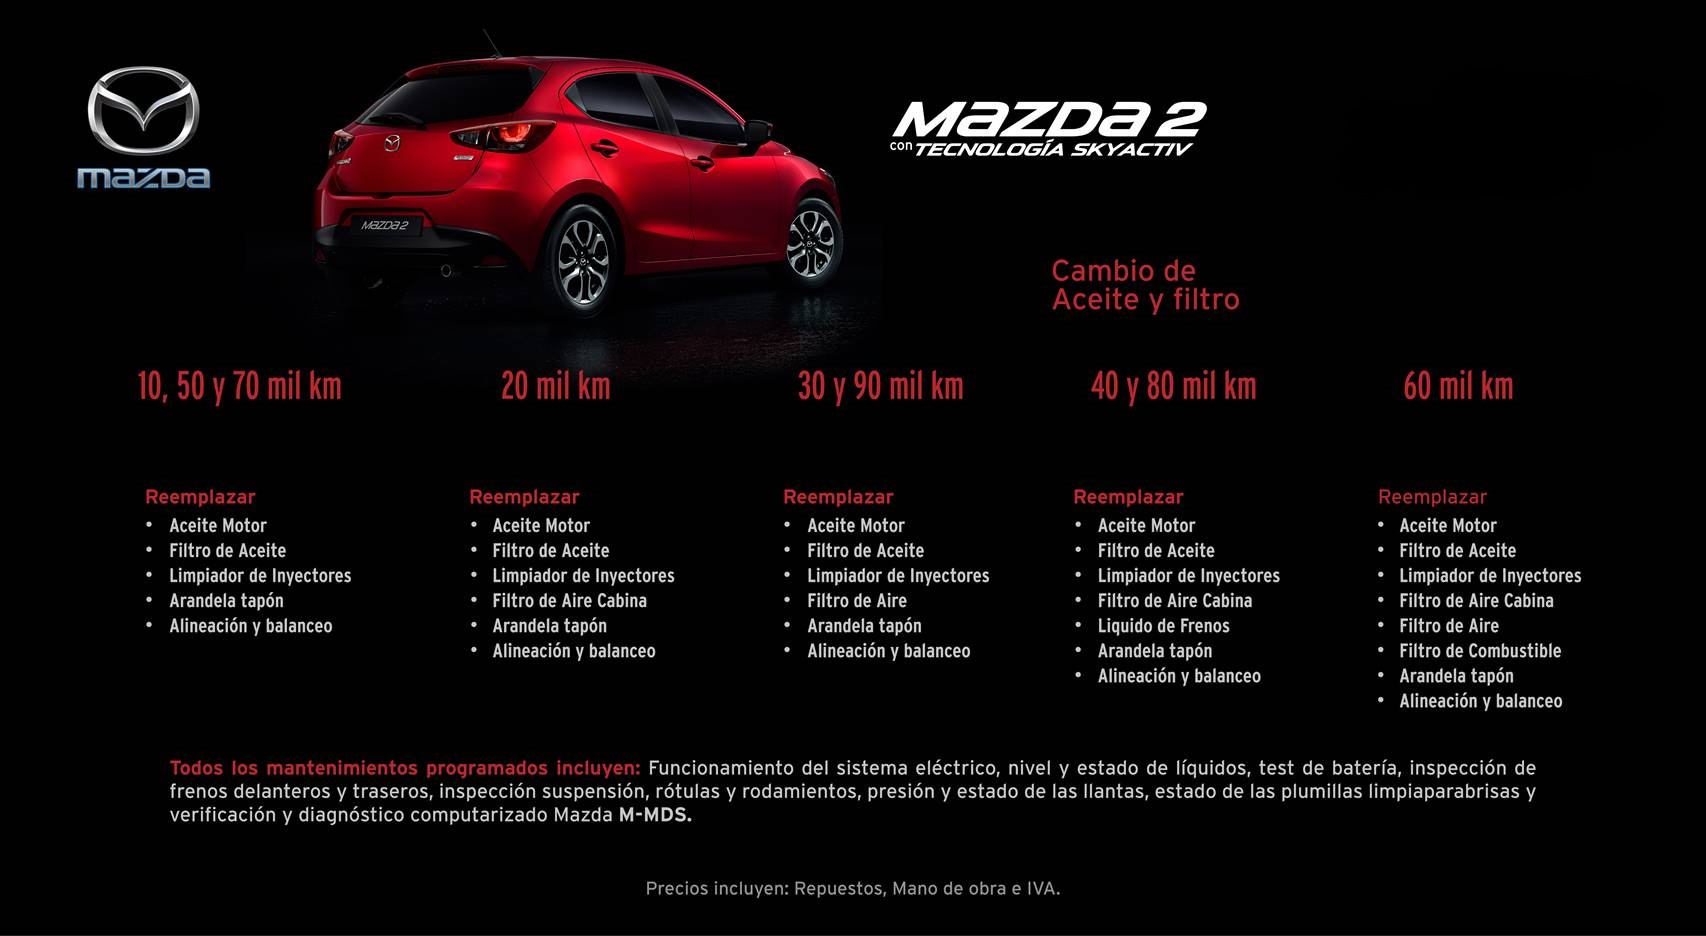 mazda
MAZDA 2
MAZDA 2
con TECNOLOGÍA SKYACTIV
Cambio de
Aceite y filtro
10, 50 y 70 mil km
Reemplazar
• Aceite Motor
• Filtro de Aceite
• Limpiador de Inyectores
• Arandela tapón
• Alineación y balanceo
20 mil km
Reemplazar
• Aceite Motor
• Filtro de Aceite
• Limpiador de Inyectores
• Filtro de Aire Cabina
• Arandela tapón
• Alineación y balanceo
30 y 90 mil km
Reemplazar
• Aceite Motor
• Filtro de Aceite
• Limpiador de Inyectores
• Filtro de Aire
• Arandela tapón
• Alineación y balanceo
40 y 80 mil km
Reemplazar
• Aceite Motor
• Filtro de Aceite
• Limpiador de Inyectores
• Filtro de Aire Cabina
• Liquido de Frenos
• Arandela tapón
• Alineación y balanceo
60 mil km
Reemplazar
• Aceite Motor
• Filtro de Aceite
• Limpiador de Inyectores
• Filtro de Aire Cabina
• Filtro de Aire
• Filtro de Combustible
• Arandela tapón
• Alineación y balanceo
Todos los mantenimientos programados incluyen: Funcionamiento del sistema eléctrico, nivel y estado de líquidos, test de batería, inspección de
frenos delanteros y traseros, inspección suspensión, rótulas y rodamientos, presión y estado de las llantas, estado de las plumillas limpiaparabrisas y
verificación y diagnóstico computarizado Mazda M-MDS.
Precios incluyen: Repuestos, Mano de obra e IVA.